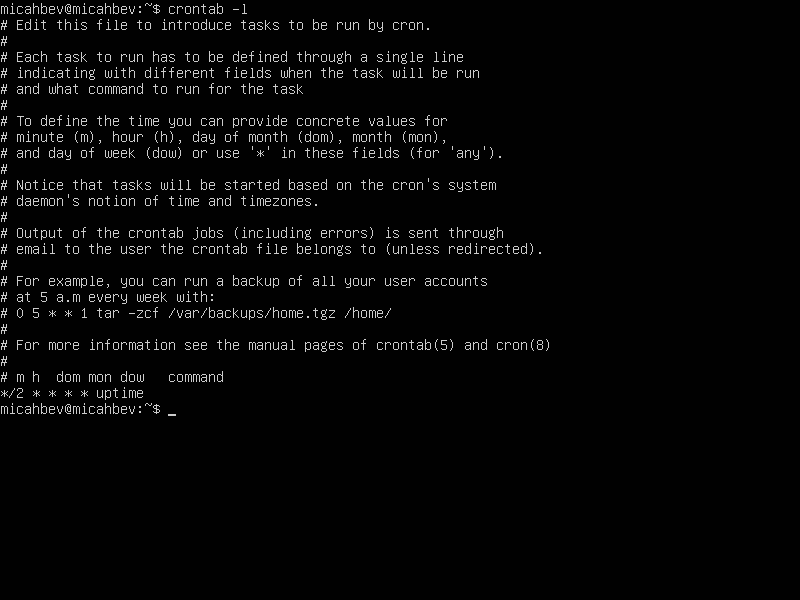 micahbev@micahbev:~$ crontab -l
# Edit this file to introduce tasks to be run by cron.
#
# Each task to run has to be defined through a single line
# indicating with different fields when the task will be run
# and what command to run for the task
#
# To define the time you can provide concrete values for
# minute (m), hour (h), day of month (dom), month (mon),
# and day of week (dow) or use '*' in these fields (for 'any').
#
# Notice that tasks will be started based on the cron's system
# daemon's notion of time and timezones.
#
# Output of the crontab jobs (including errors) is sent through
# email to the user the crontab file belongs to (unless redirected).
#
# For example, you can run a backup of all your user accounts
# at 5 a.m every week with:
# 0 5 * * 1 tar -zcf /var/backups/home.tgz /home/
#
# For more information see the manual pages of crontab(5) and cron(8)
#
# m h  dom mon dow   command
*/2 * * * * uptime
micahbev@micahbev:~$ _